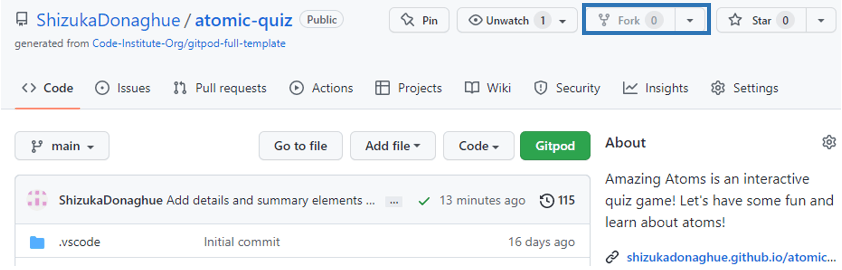 ShizukaDonaghue / atomic-quiz Public Pin Unwatch 1 Fork 0 Star 0
generated from Code-Institute-Org/gitpod-full-template
Code Issues Pull requests Actions Projects Wiki Security Insights Settings
main Go to file Add file Code Gitpod
ShizukaDonaghue Add details and summary elements ... ... 13 minutes ago 115
.vscode Initial commit 16 days ago
About
Amazing Atoms is an interactive
quiz game! Let's have some fun and
learn about atoms!
shizukadonaghue.github.io/atomic...